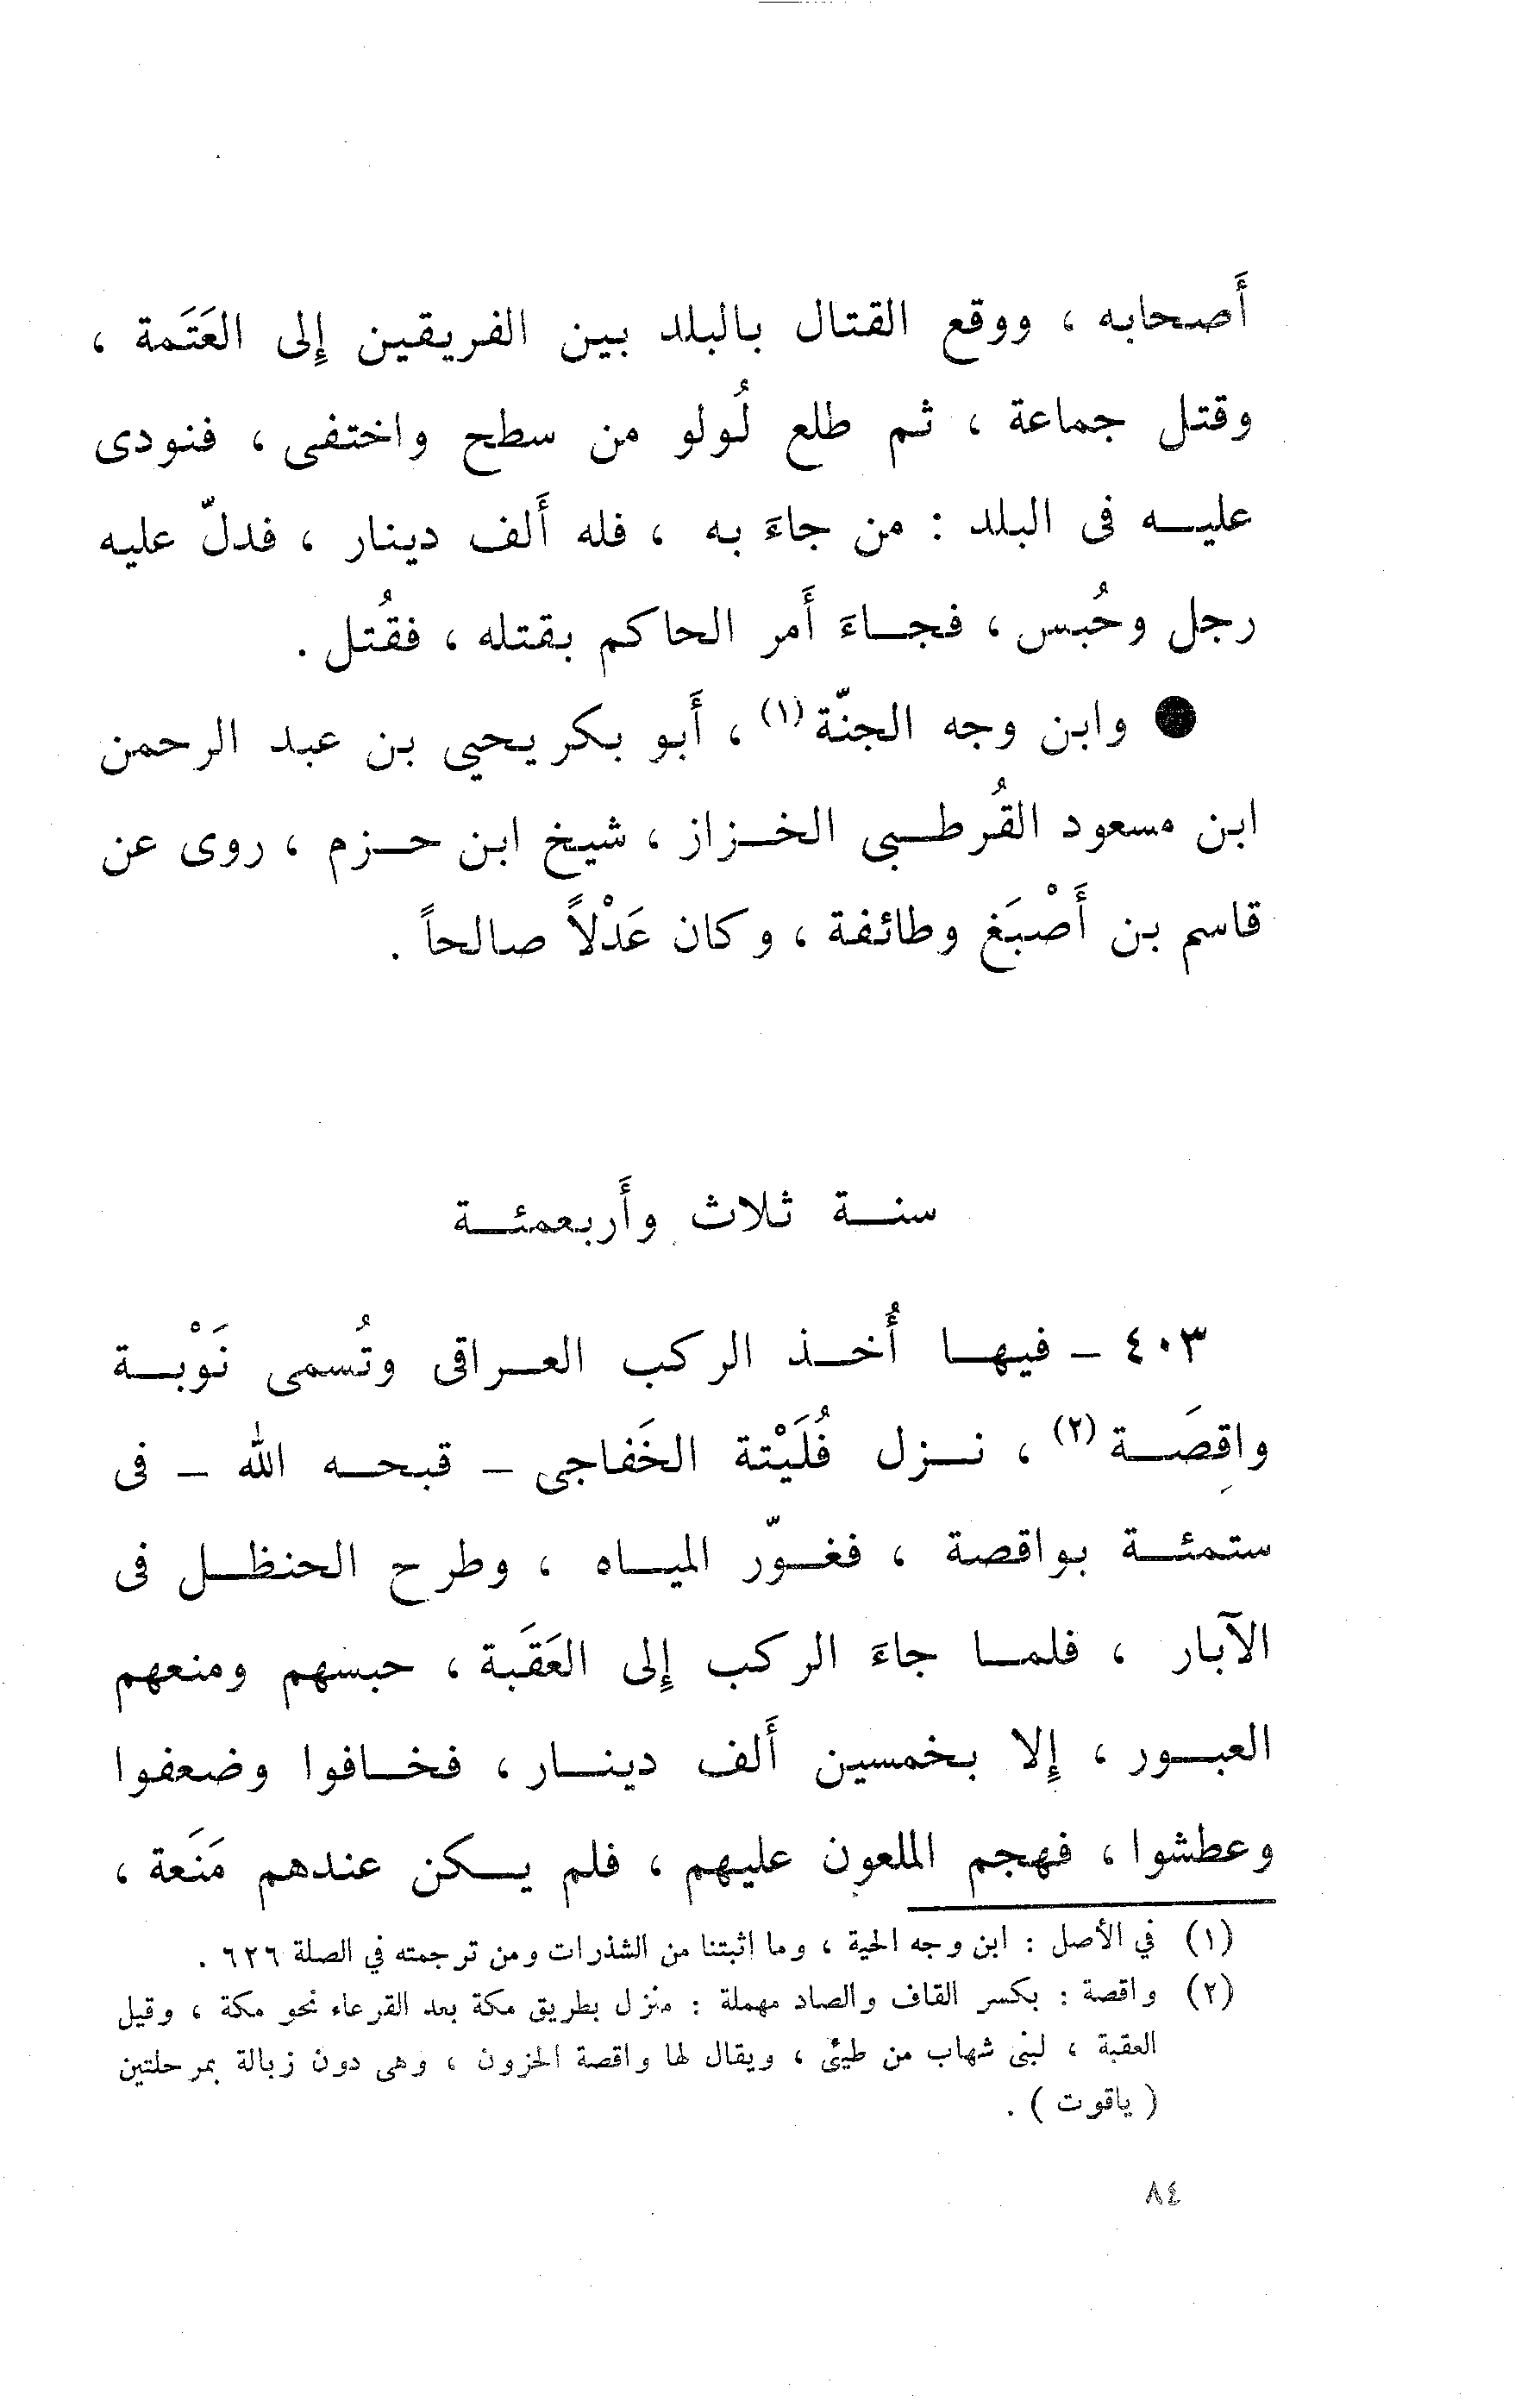 أَصحابه ، ووقع القتال بالبلد بين الفريقين إِلى العَتَمة ،
وقتل جماعة ، ثم طلع لُولو من سطح واختفى ، فنودى
عليه فى البلد : من جاءَ به ، فله أَلف دينار ، فدلّ عليه
رجل وحُبس ، فجاءَ أَمر الحاكم بقتله ، فقُتل .
● وابن وجه الجنّة (١) ، أَبو بكر يحيى بن عبد الرحمن
ابن مسعود القُرطبى الخزاز ، شيخ ابن حزم ، روى عن
قاسم بن أَصْبَغ وطائفة ، وكان عَدْلاً صالحاً .
سنة ثلاث وأَربعمئة
٤٠٣ ـ فيها أُخذ الركب العراقى وتُسمى نَوْبة
واقِصَة (٢) ، نزل فُلَيْتة الخَفاجى ـ قبحه الله ـ فى
ستمئة بواقصة ، فغوّر المياه ، وطرح الحنظل فى
الآبار ، فلما جاءَ الركب إِلى العَقَبة ، حبسهم ومنعهم
العبور ، إِلا بخمسين أَلف دينار ، فخافوا وضعفوا
وعطشوا ، فهجم الملعون عليهم ، فلم يكن عندهم مَنَعة ،
(١) في الأصل : ابن وجه الحية ، وما اثبتنا من الشذرات ومن ترجمته في الصلة ٦٢٦ .
(٢) واقصة : بكسر القاف والصاد مهملة : منزل بطريق مكة بعد القرعاء نحو مكة ، وقيل
العقبة ، لبنى شهاب من طيئ ، ويقال لها واقصة الحزون ، وهى دون زبالة بمرحلتين
( ياقوت ) .
٨٤